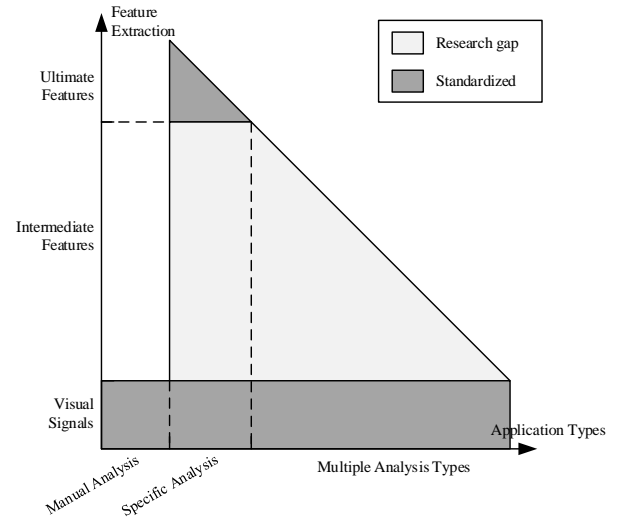 Feature
Extraction
Research gap
Standardized
Ultimate
Features
Intermediate
Features
Visual
Signals
Application Types
Manual Analysis
Specific Analysis
Multiple Analysis Types